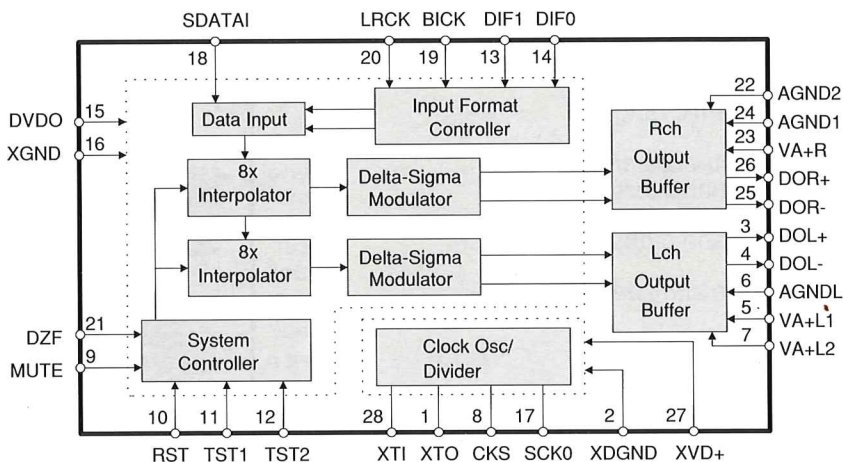 SDATAI LRCK BICK DIF1 DIF0
18 20 19 13 14
22 AGND2
DVDO 15
Data Input
Input Format
Controller
Rch
Output
Buffer
24 AGND1
XGND 16
23 VA+R
26 DOR+
25 DOR-
8x
Interpolator
Delta-Sigma
Modulator
3 DOL+
8x
Interpolator
Delta-Sigma
Modulator
Lch
Output
Buffer
4 DOL-
6 AGNDL
5 VA+L1
7 VA+L2
DZF 21
MUTE 9
System
Controller
Clock Osc/
Divider
10 11 12 28 1 8 17 2 27
RST TST1 TST2 XTI XTO CKS SCK0 XDGND XVD+